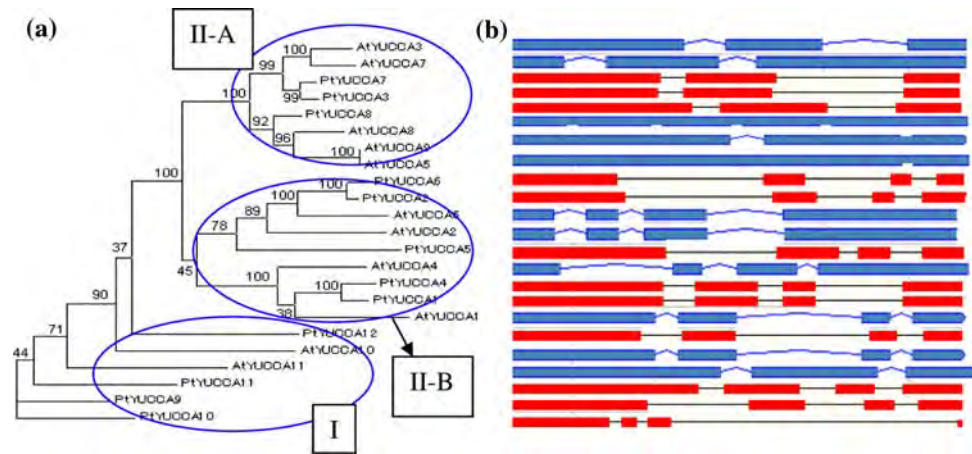 (a)
(b)
II-A
AtYUCCA3
100
AtYUCCA7
99
PtYUCCA7
99
PtYUCCA3
100
PtYUCCA8
92
AtYUCCA8
96
AtYUCCA9
100
AtYUCCA5
100
PtYUCCA6
100
PtYUCCA2
89
AtYUCCA6
78
AtYUCCA2
37
PtYUCCA5
45
AtYUCCA4
100
PtYUCCA4
100
PtYUCCA1
90
38
AtYUCCA1
71
PtYUCCA12
AtYUCCA10
44
AtYUCCA11
II-B
PtYUCCA11
PtYUCCA9
I
PtYUCCA10